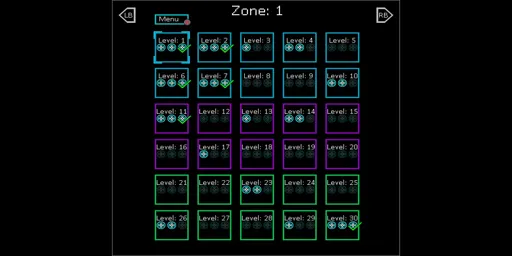 LB
Zone: 1
RB
Menu
Level: 1 Level: 2 Level: 3 Level: 4 Level: 5
Level: 6 Level: 7 Level: 8 Level: 9 Level: 10
Level: 11 Level: 12 Level: 13 Level: 14 Level: 15
Level: 16 Level: 17 Level: 18 Level: 19 Level: 20
Level: 21 Level: 22 Level: 23 Level: 24 Level: 25
Level: 26 Level: 27 Level: 28 Level: 29 Level: 30